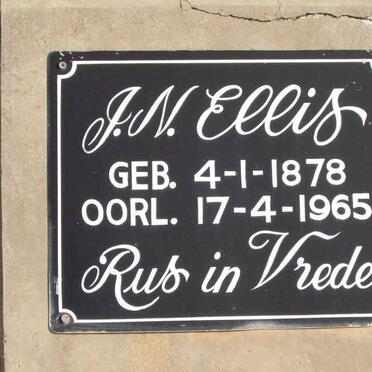 J.N. Ellis
GEB. 4-1-1878
OORL. 17-4-1965
Rus in Vrede